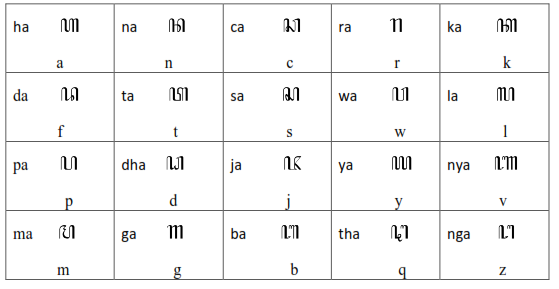 ha ꦲ na ꦤ ca ꦕ ra ꦫ ka ꦏ
a n c r k
da ꦢ ta ꦠ sa ꦱ wa ꦮ la ꦭ
f t s w l
pa ꦥ dha ꦝ ja ꦗ ya ꦪ nya ꦚ
p d j y v
ma ꦩ ga ꦒ ba ꦧ tha ꦛ nga ꦔ
m g b q z